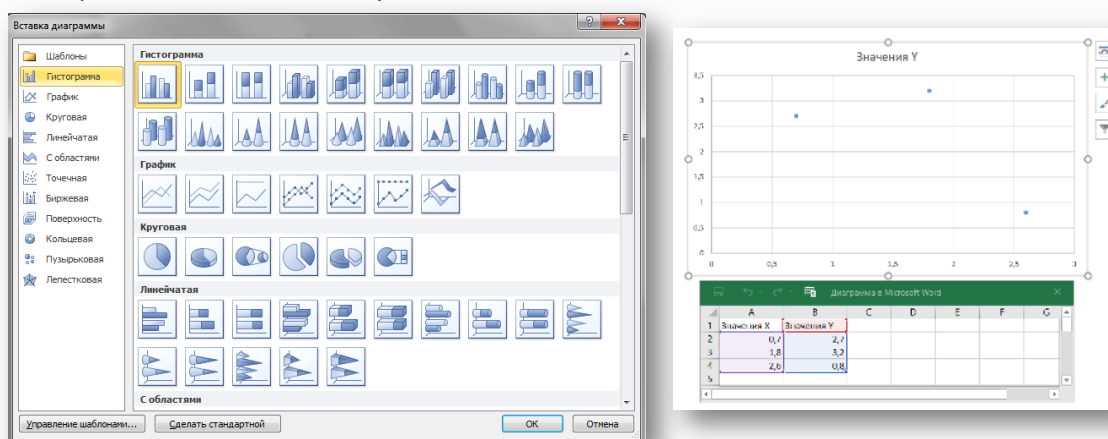 Вставка диаграммы
Шаблоны
Гистограмма
График
Круговая
Линейчатая
С областями
Точечная
Биржевая
Поверхность
Кольцевая
Пузырьковая
Лепестковая
Гистограмма
График
Круговая
Линейчатая
С областями
Управление шаблонами...
Сделать стандартной
ОК
Отмена
Значения Y
3,5
3
2,5
2
1,5
1
0,5
0
0 0,5 1 1,5 2 2,5 3
Диаграмма в Microsoft Word
A B C D E F G
1 Значения X Значения Y
2 0,7 2,7
3 1,8 3,2
4 2,6 0,8
5